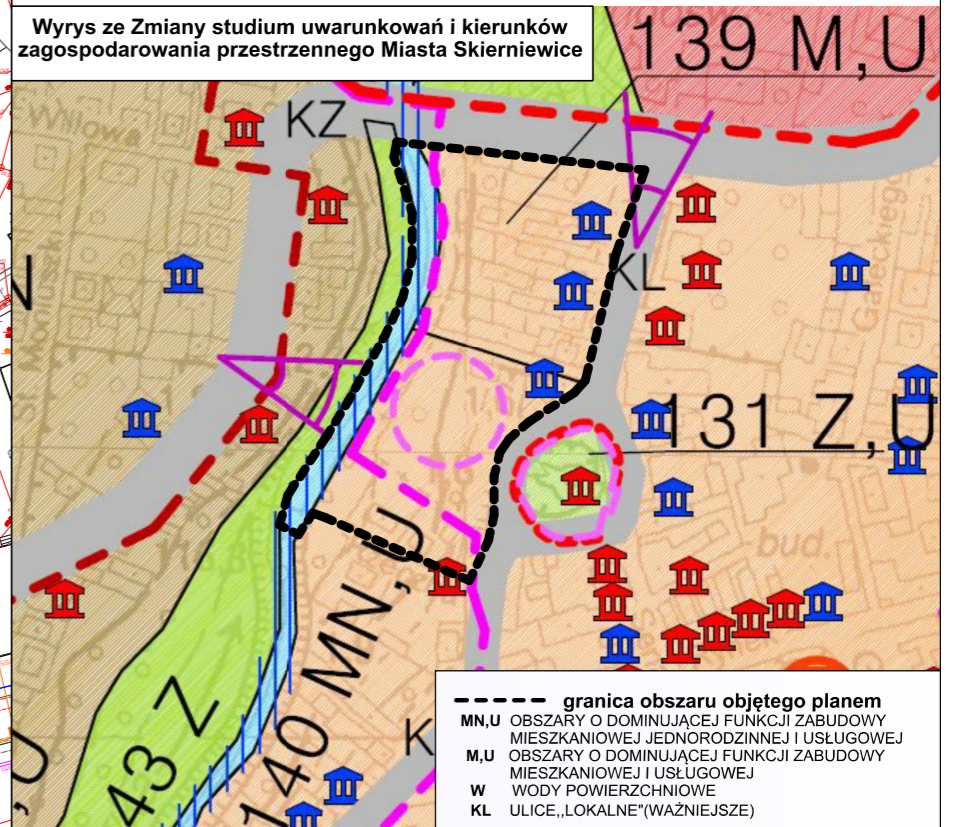 Wyrys ze Zmiany studium uwarunkowań i kierunków
zagospodarowania przestrzennego Miasta Skierniewice
139 M,U
KZ
Willowa
KL
131 Z,U
bud
140 MN,U
43 Z
K
,U
granica obszaru objętego planem
MN,U OBSZARY O DOMINUJĄCEJ FUNKCJI ZABUDOWY
MIESZKANIOWEJ JEDNORODZINNEJ I USŁUGOWEJ
M,U OBSZARY O DOMINUJĄCEJ FUNKCJI ZABUDOWY
MIESZKANIOWEJ I USŁUGOWEJ
W WODY POWIERZCHNIOWE
KL ULICE,,LOKALNE"(WAŻNIEJSZE)